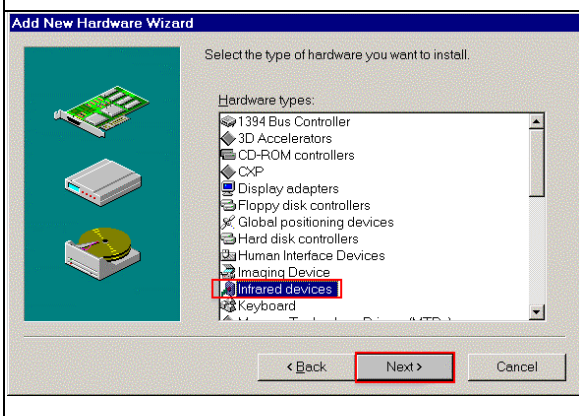 Add New Hardware Wizard
Select the type of hardware you want to install.
Hardware types:
1394 Bus Controller
3D Accelerators
CD-ROM controllers
CXP
Display adapters
Floppy disk controllers
Global positioning devices
Hard disk controllers
Human Interface Devices
Imaging Device
Infrared devices
Keyboard
< Back
Next >
Cancel